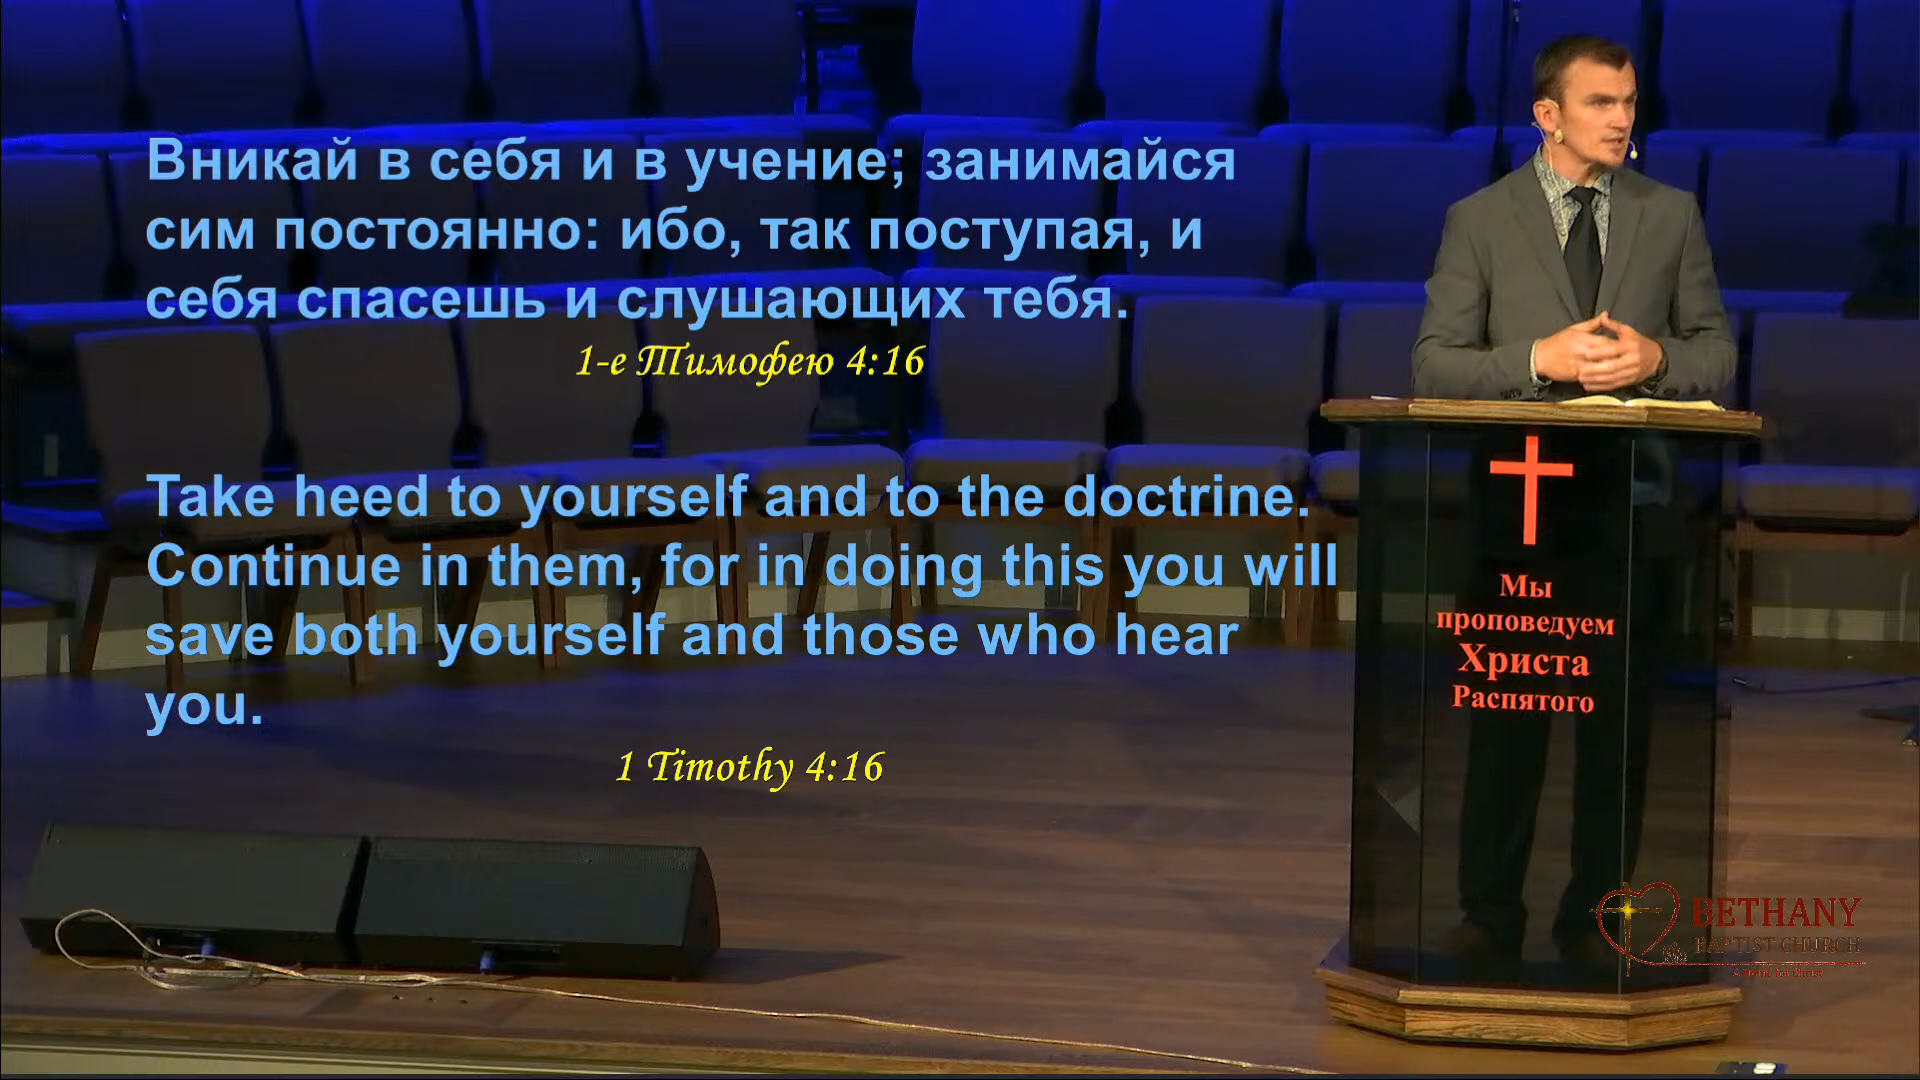 Вникай в себя и в учение; занимайся
сим постоянно: ибо, так поступая, и
себя спасешь и слушающих тебя.
1-е Тимофею 4:16
Take heed to yourself and to the doctrine.
Continue in them, for in doing this you will
save both yourself and those who hear
you.
1 Timothy 4:16
Мы
проповедуем
Христа
Распятого
BETHANY
BAPTIST CHURCH